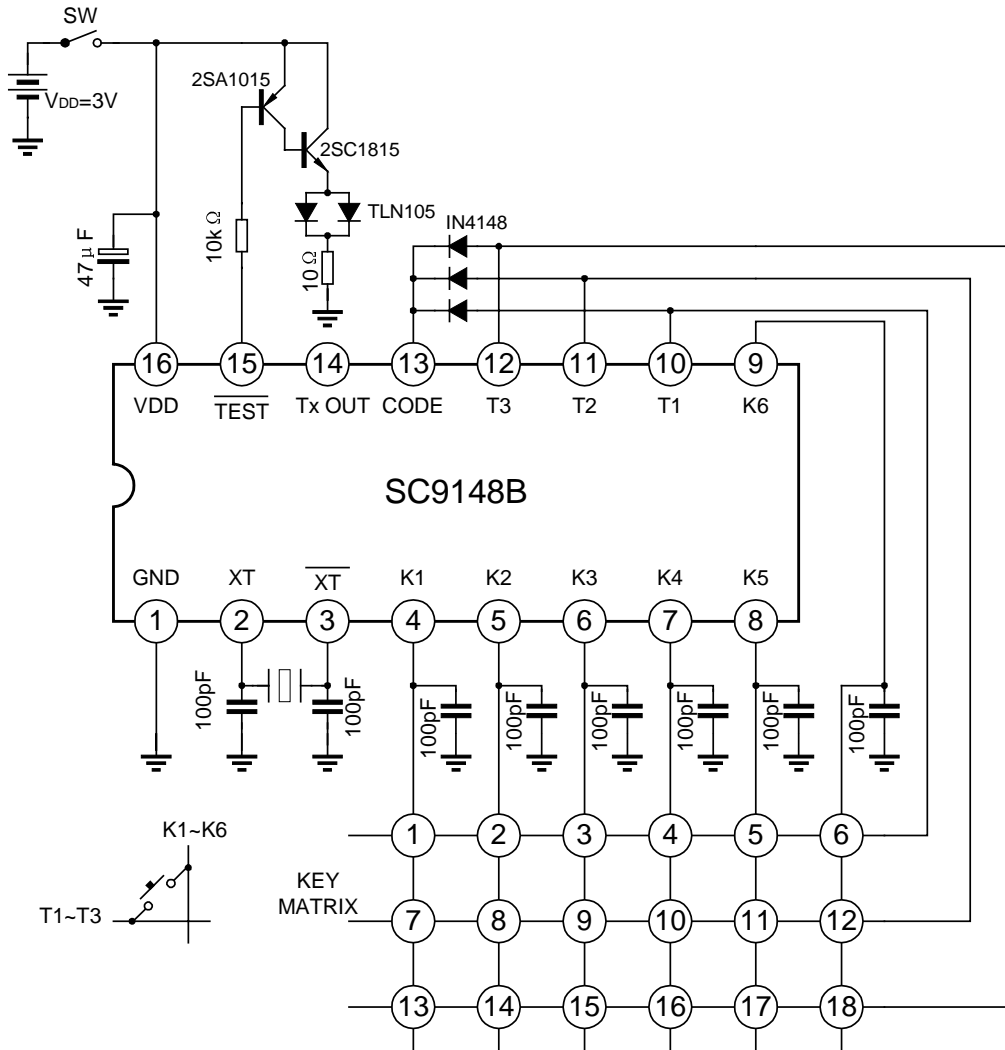 SW
VDD=3V
2SA1015
2SC1815
TLN105
IN4148
47 μ F
10k Ω
10 Ω
16 15 14 13 12 11 10 9
VDD TEST Tx OUT CODE T3 T2 T1 K6
SC9148B
GND XT XT K1 K2 K3 K4 K5
1 2 3 4 5 6 7 8
100pF 100pF 100pF 100pF 100pF 100pF 100pF 100pF
K1~K6
T1~T3
KEY
MATRIX
1 2 3 4 5 6
7 8 9 10 11 12
13 14 15 16 17 18